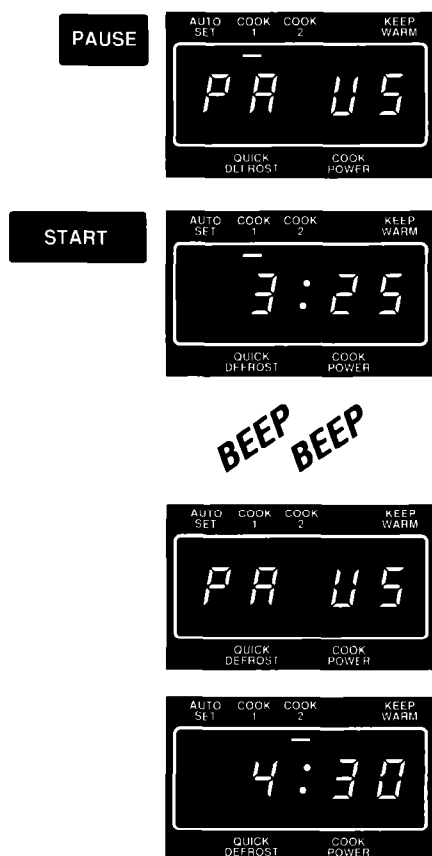 PAUSE
AUTO SET COOK 1 COOK 2 KEEP WARM
PA US
QUICK DEFROST COOK POWER
START
AUTO SET COOK 1 COOK 2 KEEP WARM
3:25
QUICK DEFROST COOK POWER
BEEP BEEP
AUTO SET COOK 1 COOK 2 KEEP WARM
PA US
QUICK DEFROST COOK POWER
AUTO SET COOK 1 COOK 2 KEEP WARM
4:30
QUICK DEFROST COOK POWER